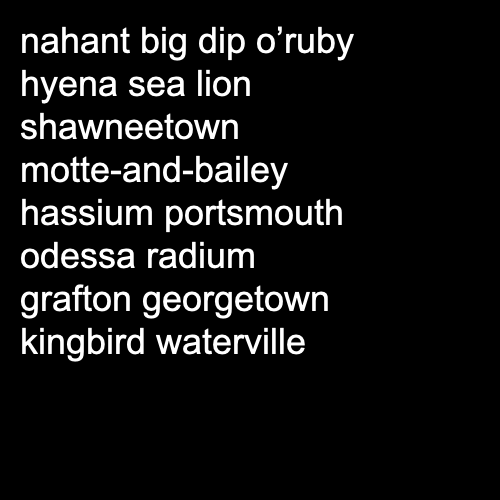 nahant big dip o’ruby
hyena sea lion
shawneetown
motte-and-bailey
hassium portsmouth
odessa radium
grafton georgetown
kingbird waterville